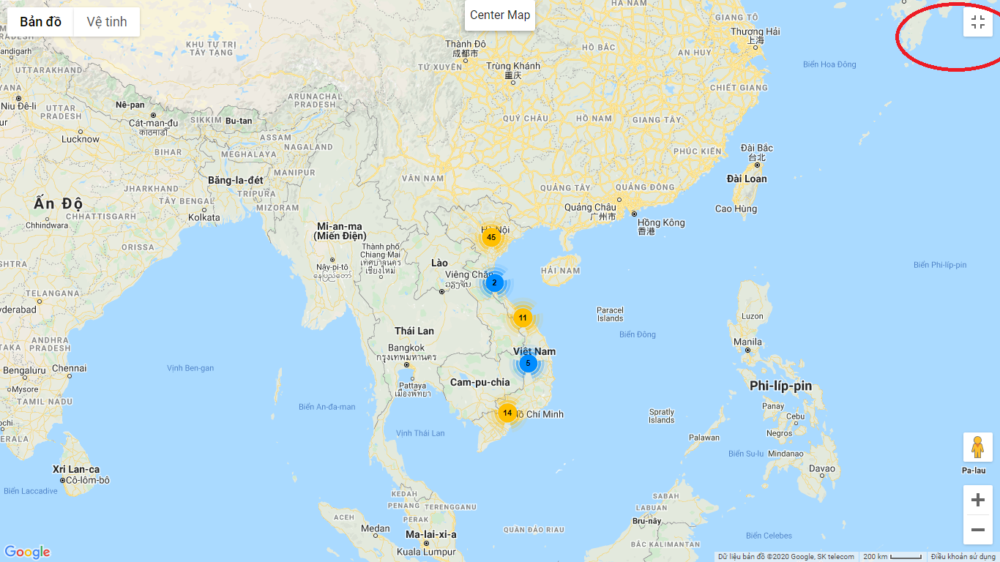 Bản đồ
Vệ tinh
Center Map
HÀ NAM
GIANG TÔ
Thượng Hải
上海
KHU TỰ TRỊ
TÂY TẠNG
Thành Đô
成都市
HỒ BẮC
AN HUY
TỨ XUYÊN
Trùng Khánh
重庆
Biển Hoa Đông
andigarh
UTTARAKHAND
CHIẾT GIANG
YANA
Niu Đê-li
ARUNACHAL
PRADESH
Nê-pan
UTTAR
PRADESH
SIKKIM
Bu-tan
Cát-man-đu
काठमाडौं
QUÝ CHÂU
HỒ NAM
GIANG TÂY
ur
Lucknow
ASSAM
NAGALAND
BIHAR
MEGHALAYA
PHÚC KIẾN
Đài Bắc
台北
MANIPUR
Băng-la-đét
VÂN NAM
Đài Loan
JHARKHAND
TRIPURA
QUẢNG TÂY
QUẢNG ĐÔNG
Ấn Độ
TÂY BENGAL
MIZORAM
Quảng Châu
广州市
Cao Hùng
CHHATTISGARH
Kolkata
Chhindwara
Hồng Kông
香港
Mi-an-ma
(Miến Điện)
Hà Nội
45
ORISSA
Thành phố
Chiang Mai
เทศบาลนคร
เชียงใหม่
Lào
SHTRA
Nây-pi-tô
နေပြည်တော်
Viêng Chăn
ວຽງຈັນ
2
HẢI NAM
Biển Phi-líp-pin
TELANGANA
yderabad
Paracel
Islands
11
Luzon
Thái Lan
Biển Đông
TAKA
ANDHRA
PRADESH
Bangkok
กรุงเทพมหานคร
Việt Nam
5
Manila
Bengaluru
Chennai
Vịnh Ben-gan
Mysore
Pattaya
เมืองพัทยา
Cam-pu-chia
Phi-líp-pin
TAMIL NADU
Biển An-đa-man
14
ồ Chí Minh
Spratly
Islands
Panay
Cebu
ochi
ERALA
Vịnh Thái Lan
Negros
Palawan
Biển Su-lu
Mindanao
Xri Lan-ca
Cô-lôm-bô
Davao
Pa-lau
Biển Laccadive
KEDAH
PENANG
TERENGGANU
SABAH
LABUAN
ACEH
PERAK
Bru-nây
Medan
Ma-lai-xi-a
QUẦN ĐẢO RIAU
Biển Celebes
Kuala Lumpur
BẮC KALIMANTAN
Google
Dữ liệu bản đồ ©2020 Google, SK telecom
200 km
Điều khoản sử dụng